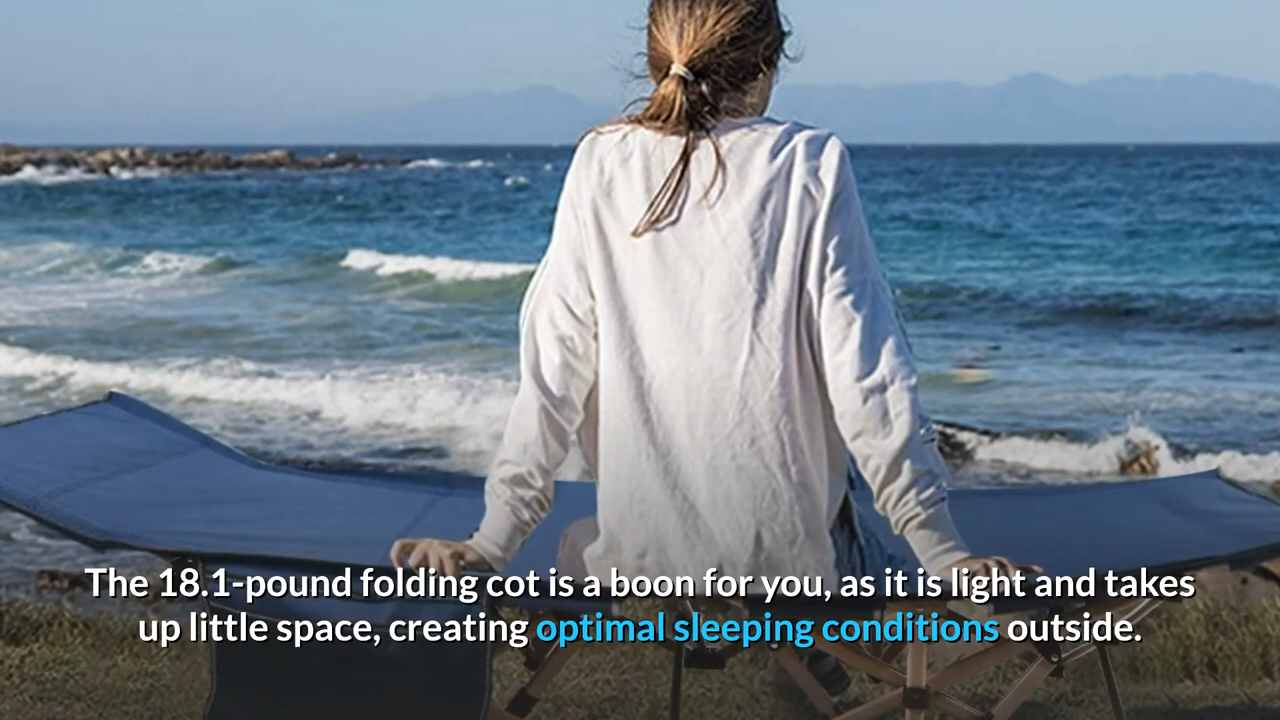 The 18.1-pound folding cot is a boon for you, as it is light and takes
up little space, creating optimal sleeping conditions outside.